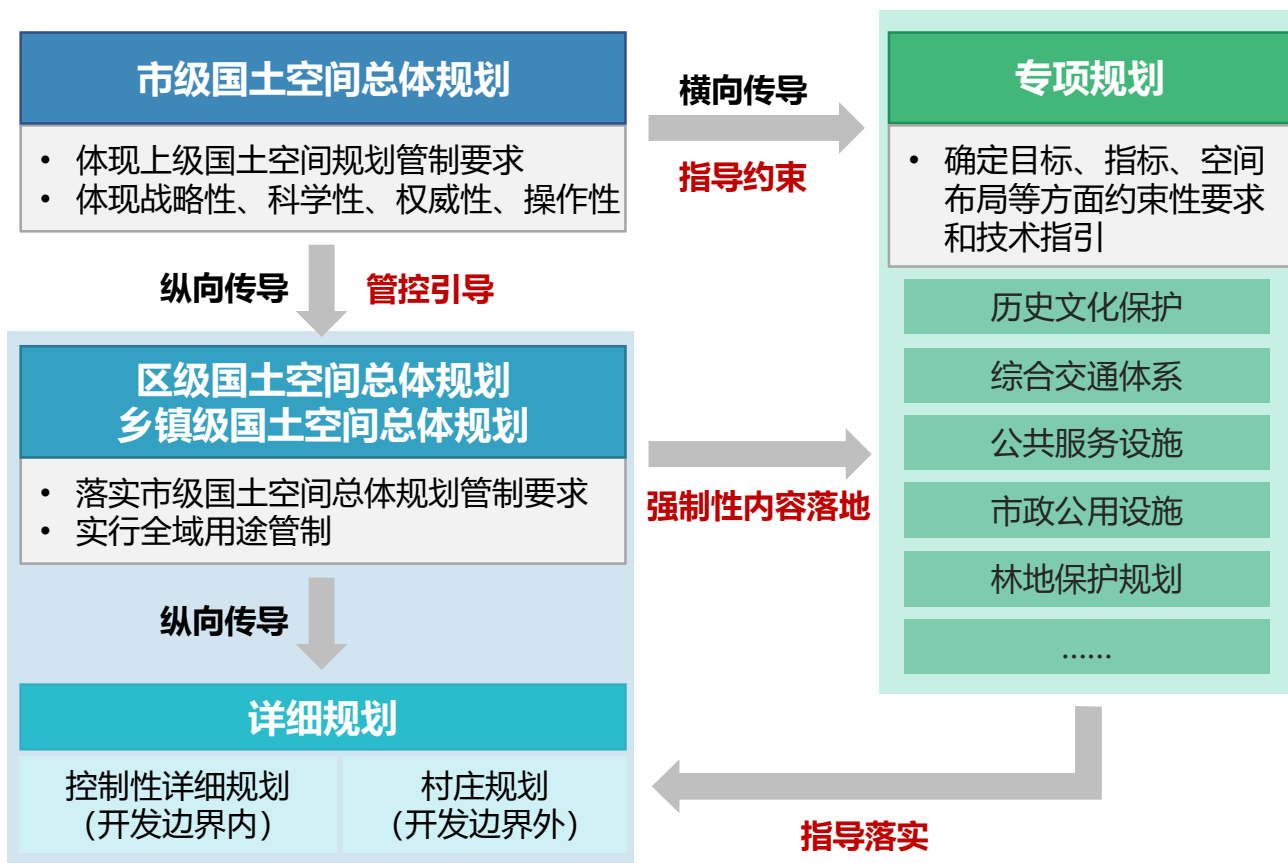 市级国土空间总体规划
• 体现上级国土空间规划管制要求
• 体现战略性、科学性、权威性、操作性
横向传导
指导约束
专项规划
• 确定目标、指标、空间
布局等方面约束性要求
和技术指引
历史文化保护
综合交通体系
公共服务设施
市政公用设施
林地保护规划
......
纵向传导
管控引导
区级国土空间总体规划
乡镇级国土空间总体规划
• 落实市级国土空间总体规划管制要求
• 实行全域用途管制
强制性内容落地
纵向传导
详细规划
控制性详细规划
（开发边界内）
村庄规划
（开发边界外）
指导落实